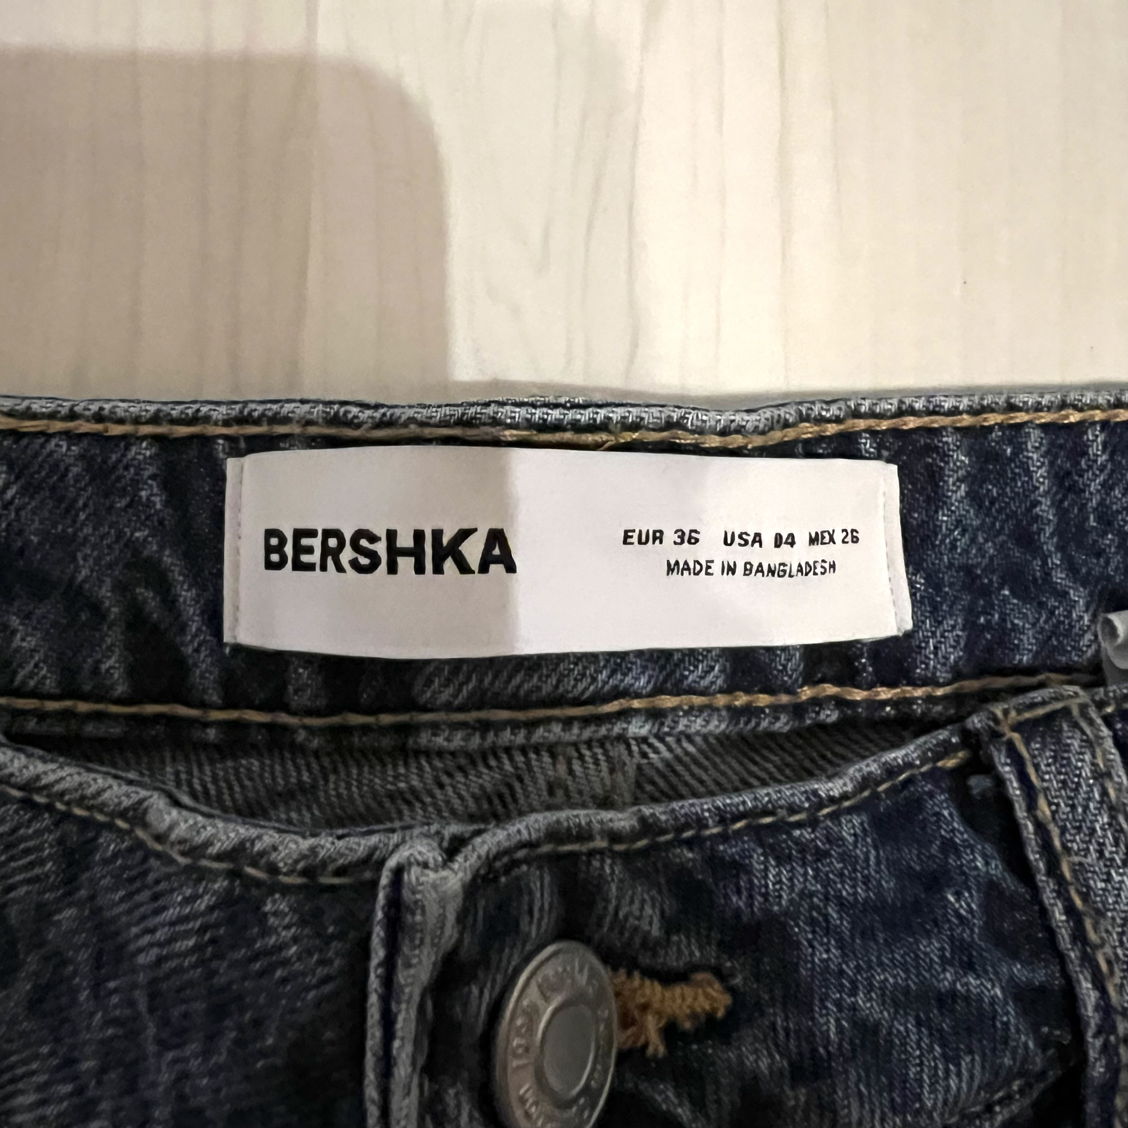 BERSHKA
EUR 36 USA 04 MEX 26
MADE IN BANGLADESH